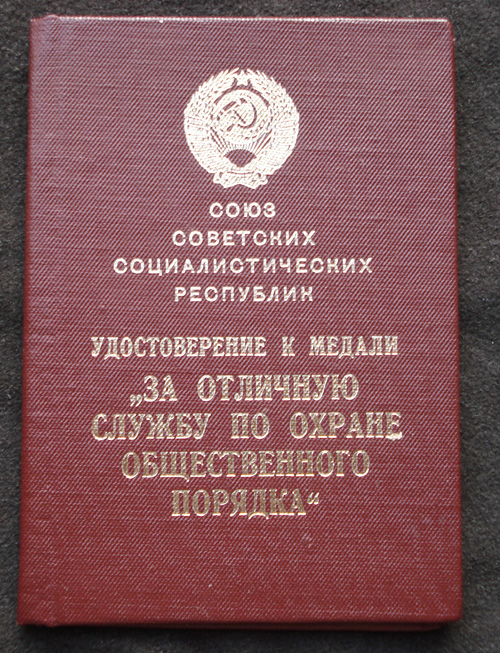 СОЮЗ
СОВЕТСКИХ
СОЦИАЛИСТИЧЕСКИХ
РЕСПУБЛИК
УДОСТОВЕРЕНИЕ К МЕДАЛИ
„ЗА ОТЛИЧНУЮ
СЛУЖБУ ПО ОХРАНЕ
ОБЩЕСТВЕННОГО
ПОРЯДКА“